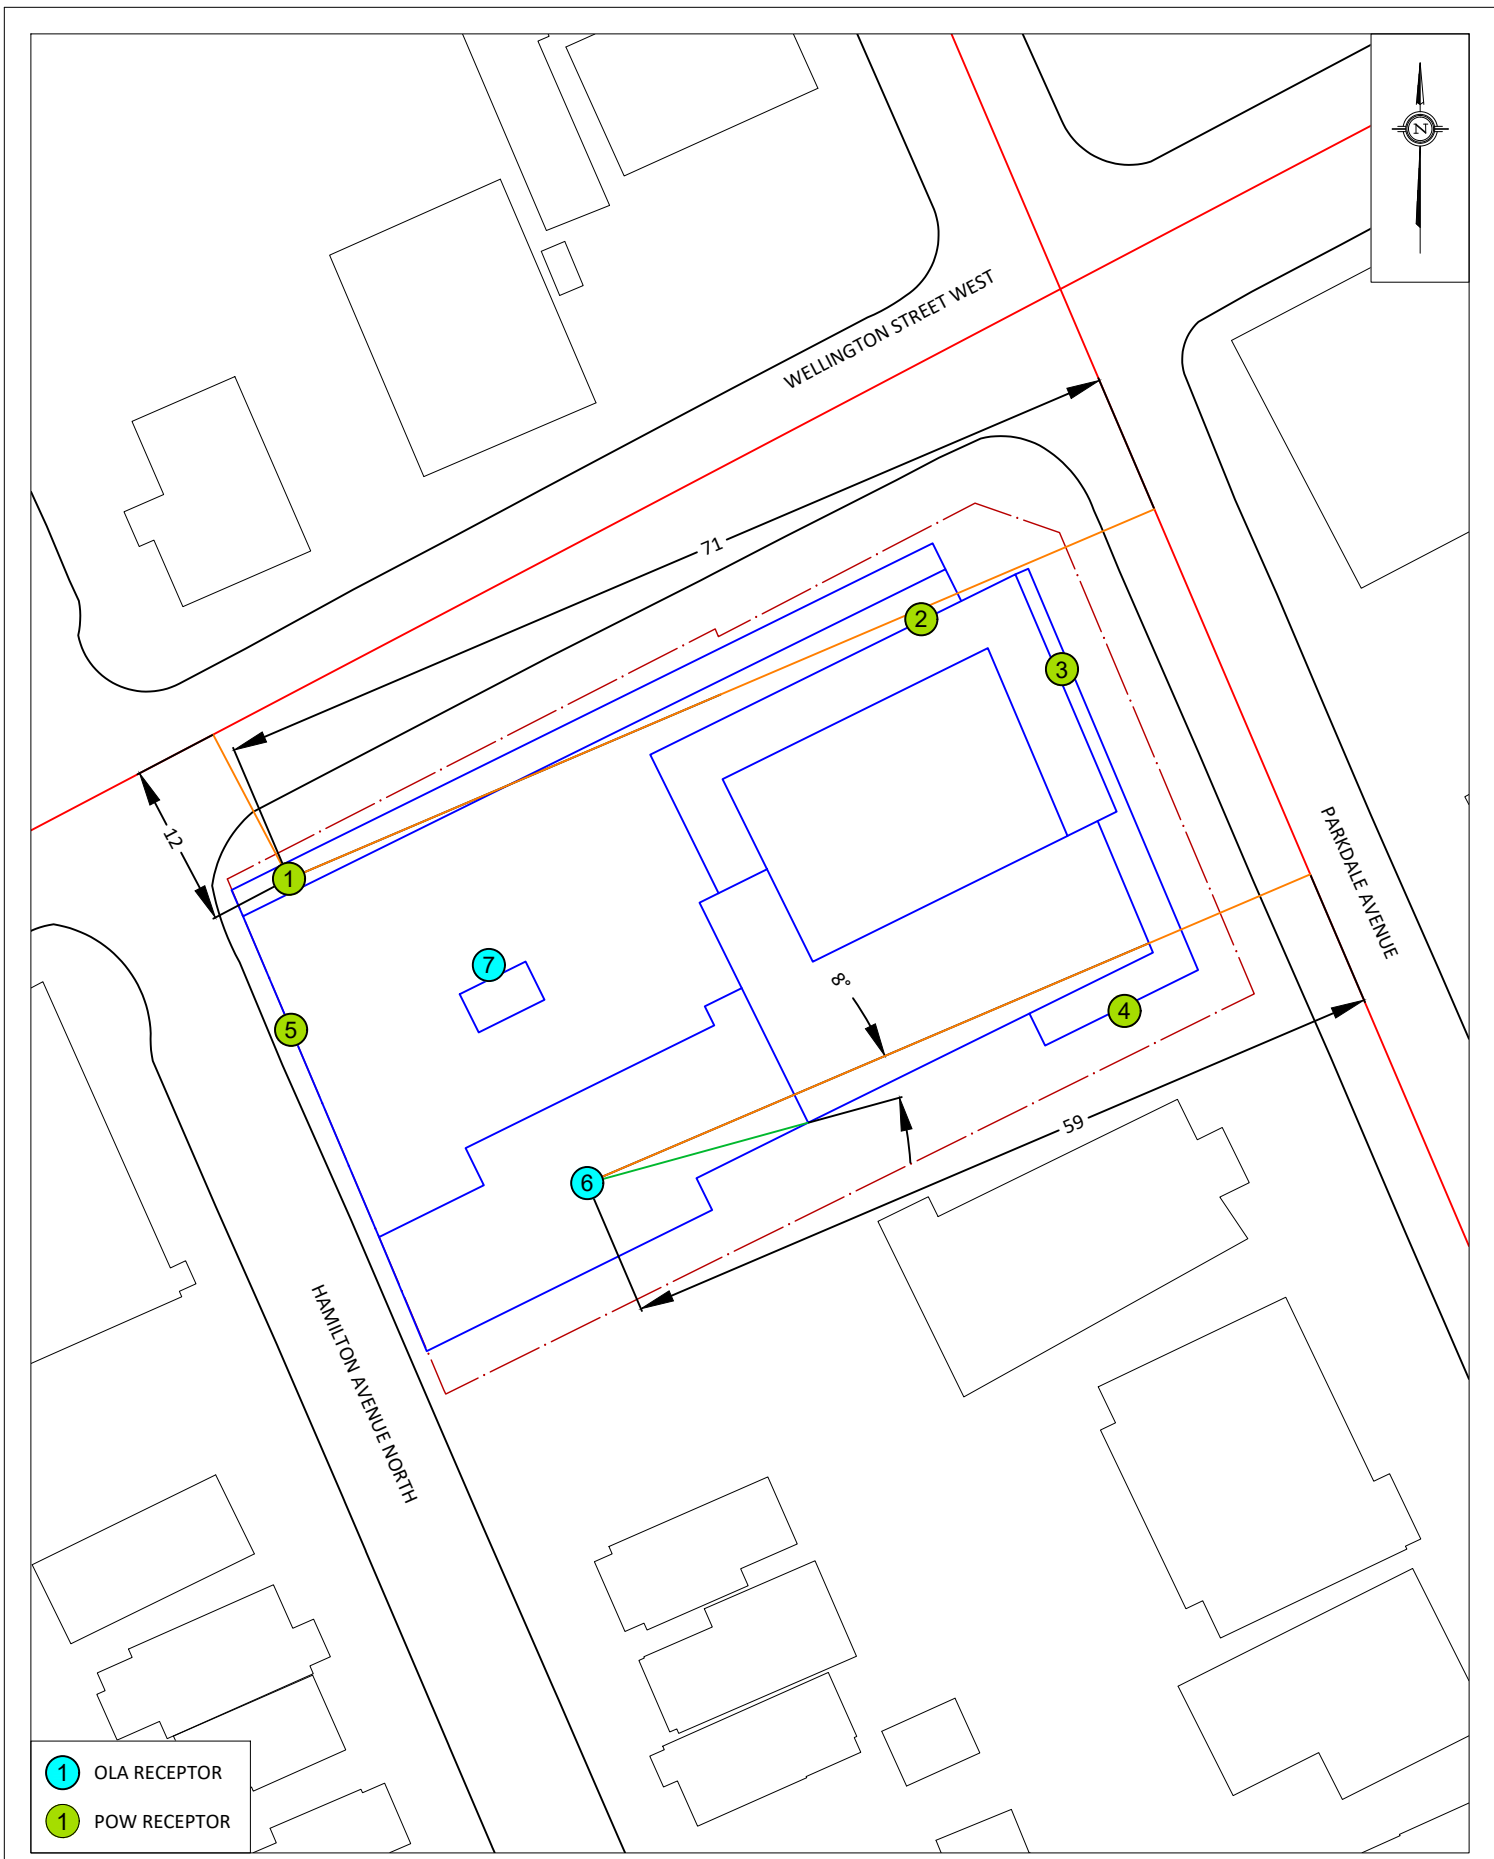 N
WELLINGTON STREET WEST
71
2
3
12
1
PARKDALE AVENUE
7
8°
4
5
59
6
HAMILTON AVENUE NORTH
1 OLA RECEPTOR
1 POW RECEPTOR